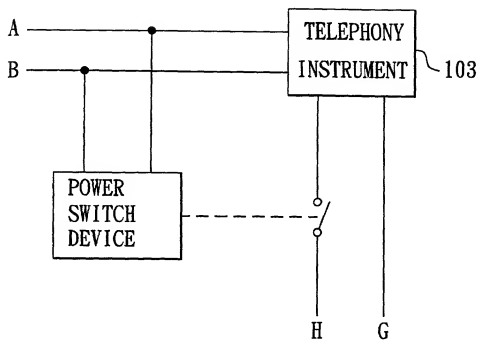 A
B
TELEPHONY
INSTRUMENT
103
POWER
SWITCH
DEVICE
H
G